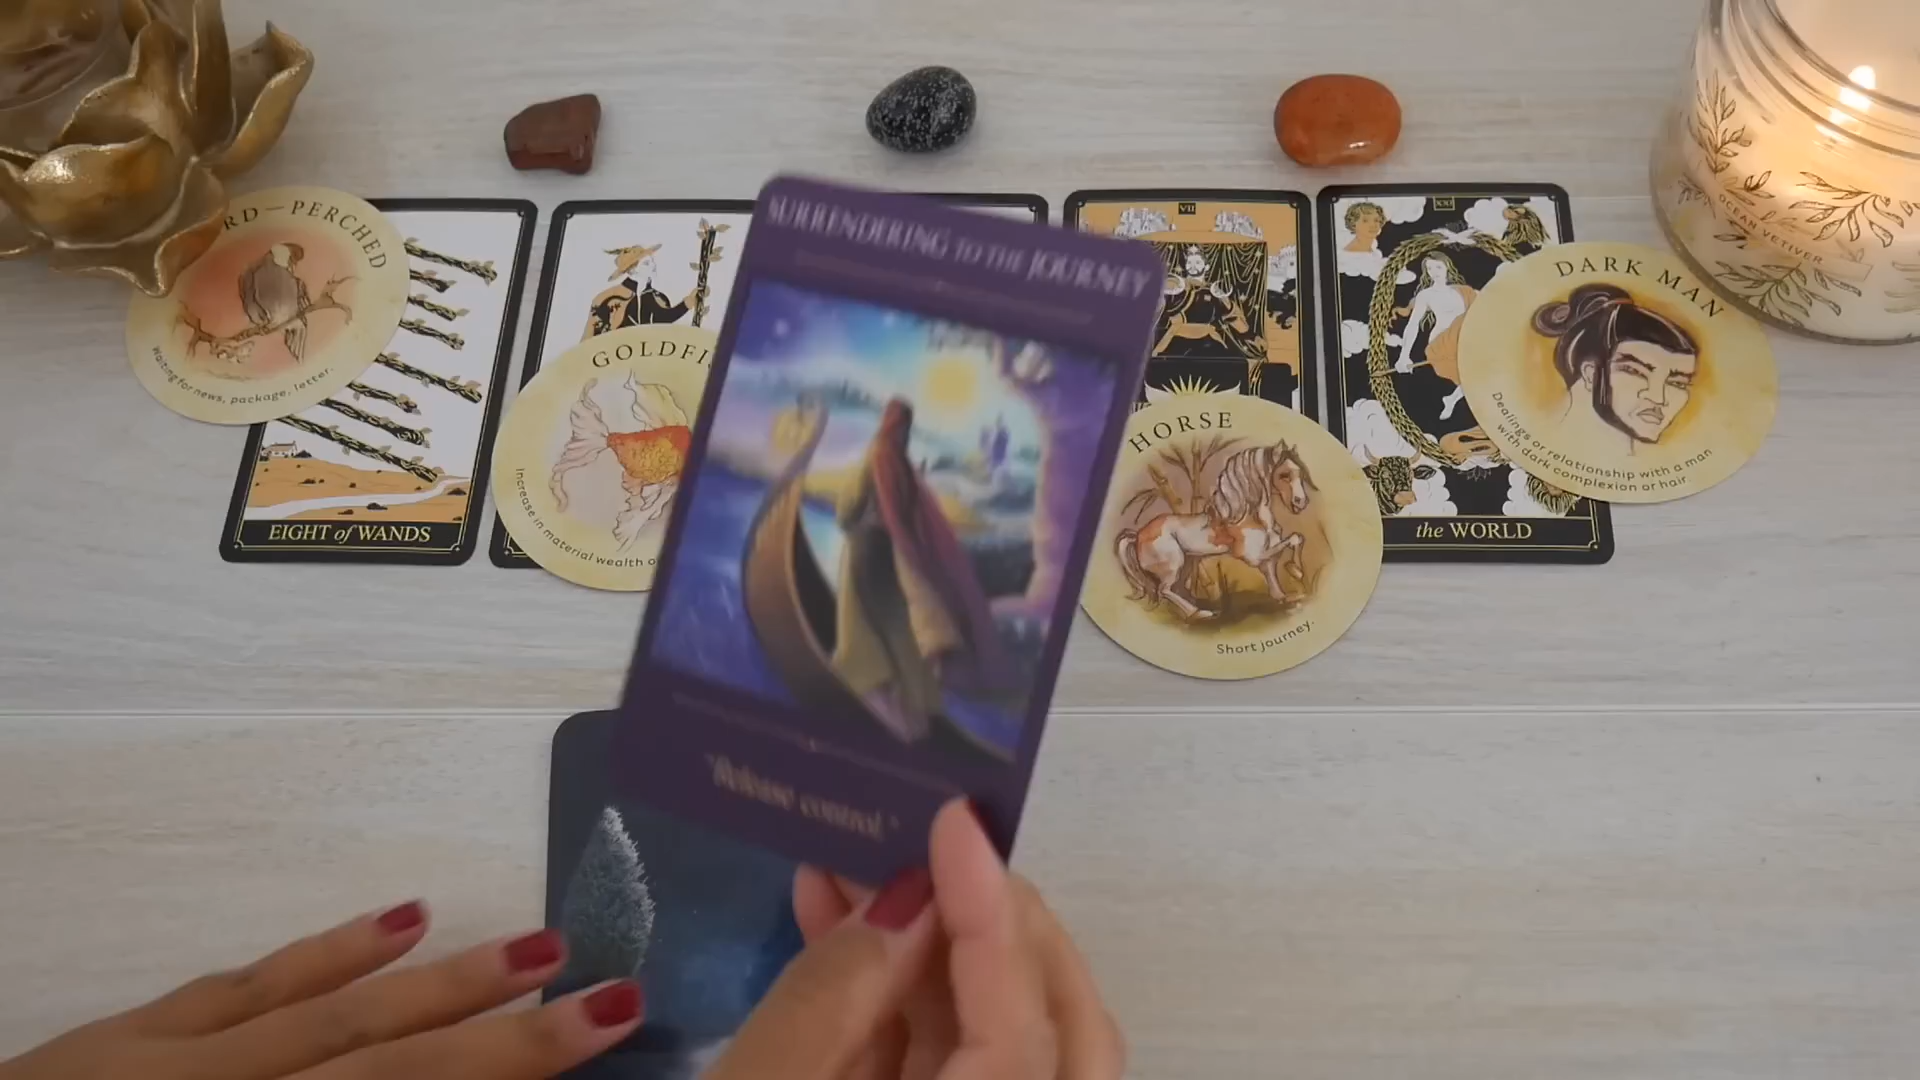 RD—PERCHED
Waiting for news, package, letter.
EIGHT of WANDS
GOLDFI
Increase in material wealth o
SURRENDERING TO THE JOURNEY
"Release control."
VII
HORSE
Short journey.
XXI
the WORLD
DARK MAN
Dealings or relationship with a man
with dark complexion or hair.
OCEAN VETIVER